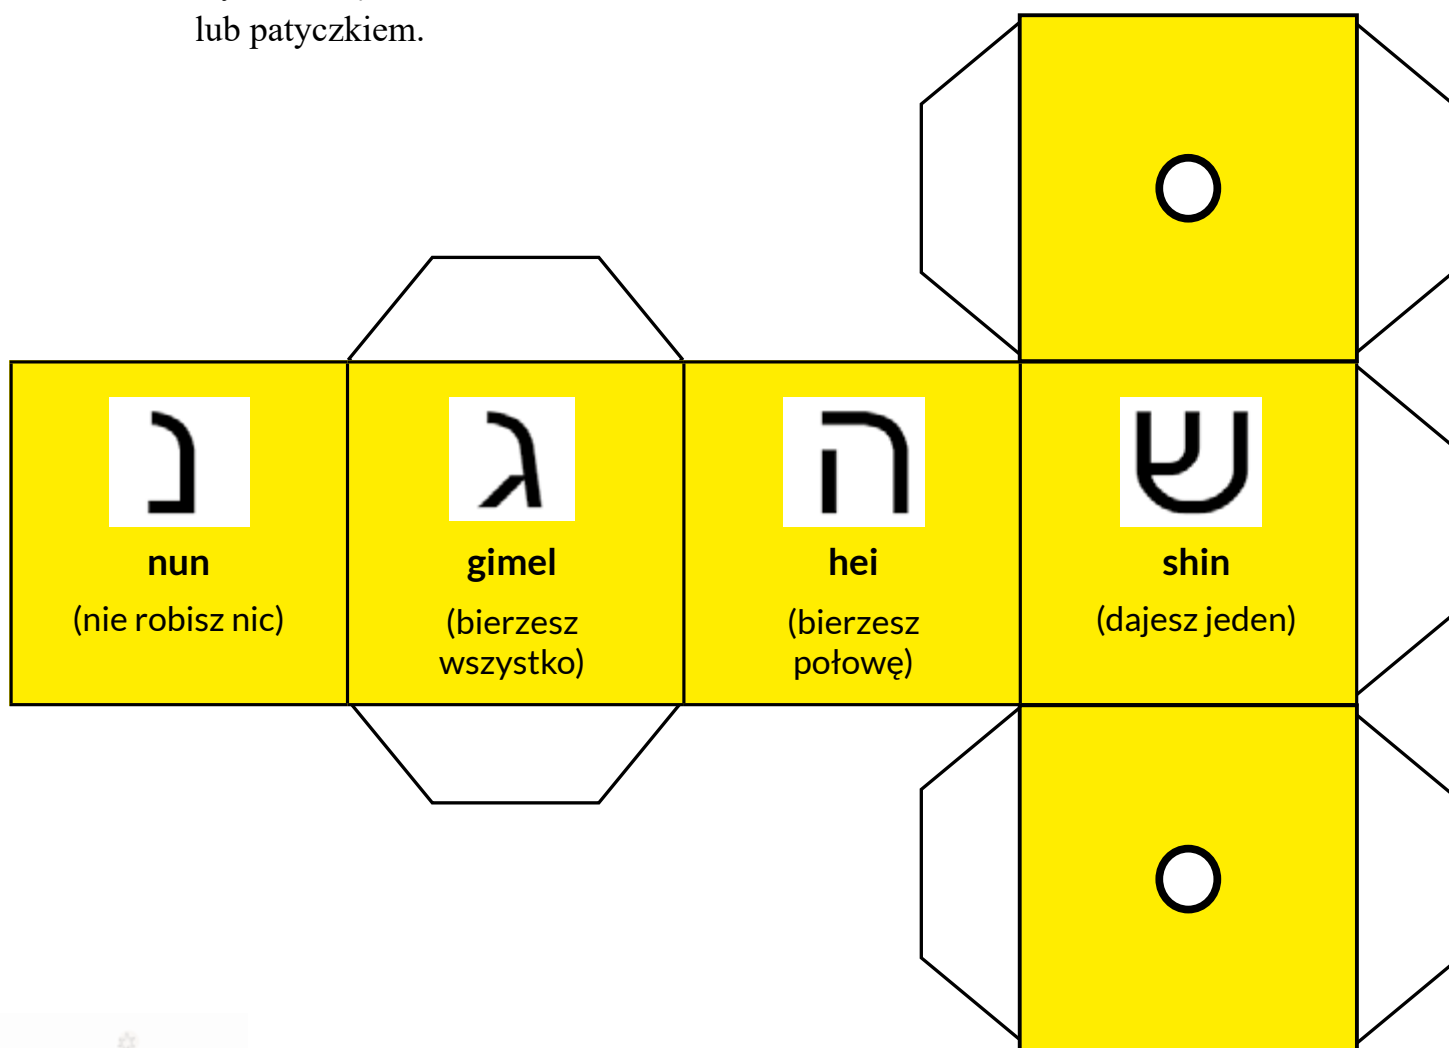 lub patyczkiem.
נ
nun
(nie robisz nic)
ג
gimel
(bierzesz
wszystko)
ה
hei
(bierzesz
połowę)
ש
shin
(dajesz jeden)